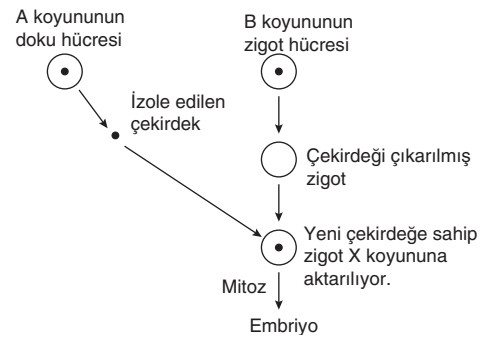 A koyununun
doku hücresi
B koyununun
zigot hücresi
İzole edilen
çekirdek
Çekirdeği çıkarılmış
zigot
Yeni çekirdeğe sahip
zigot X koyununa
aktarılıyor.
Mitoz
Embriyo